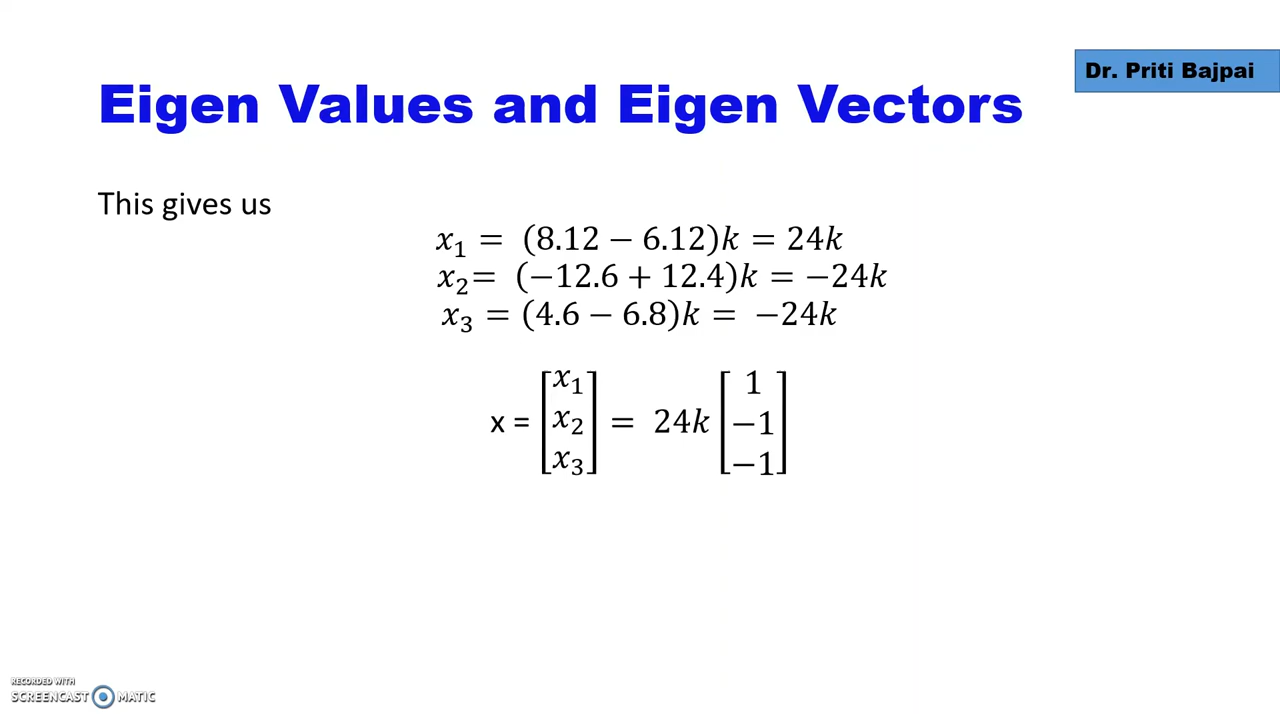 Dr. Priti Bajpai
Eigen Values and Eigen Vectors
This gives us
x₁ = (8.12 − 6.12)k = 24k
x₂= (−12.6 + 12.4)k = −24k
x₃ = (4.6 − 6.8)k = −24k
x = [x₁ x₂ x₃] = 24k [1 −1 −1]
RECORDED WITH
SCREENCAST MATIC